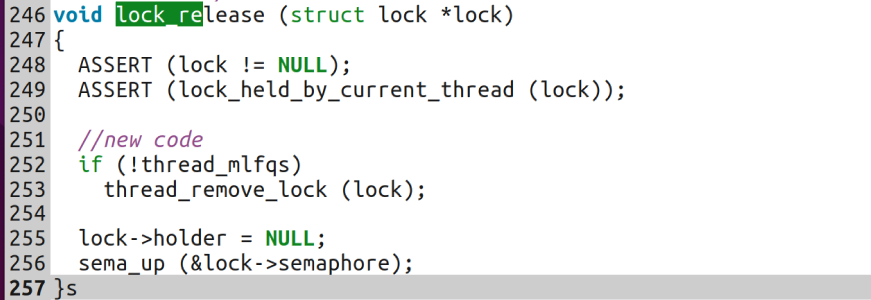 246 void lock_release (struct lock *lock)
247 {
248   ASSERT (lock != NULL);
249   ASSERT (lock_held_by_current_thread (lock));
250
251   //new code
252   if (!thread_mlfqs)
253     thread_remove_lock (lock);
254
255   lock->holder = NULL;
256   sema_up (&lock->semaphore);
257 }s